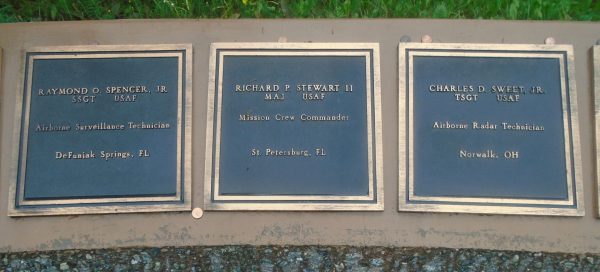 RAYMOND O. SPENCER, JR.
SSGT USAF
Airborne Surveillance Technician
DeFuniak Springs, FL
RICHARD P. STEWART II
MAJ USAF
Mission Crew Commander
St. Petersburg, FL
CHARLES D. SWEET, JR.
TSGT USAF
Airborne Radar Technician
Norwalk, OH